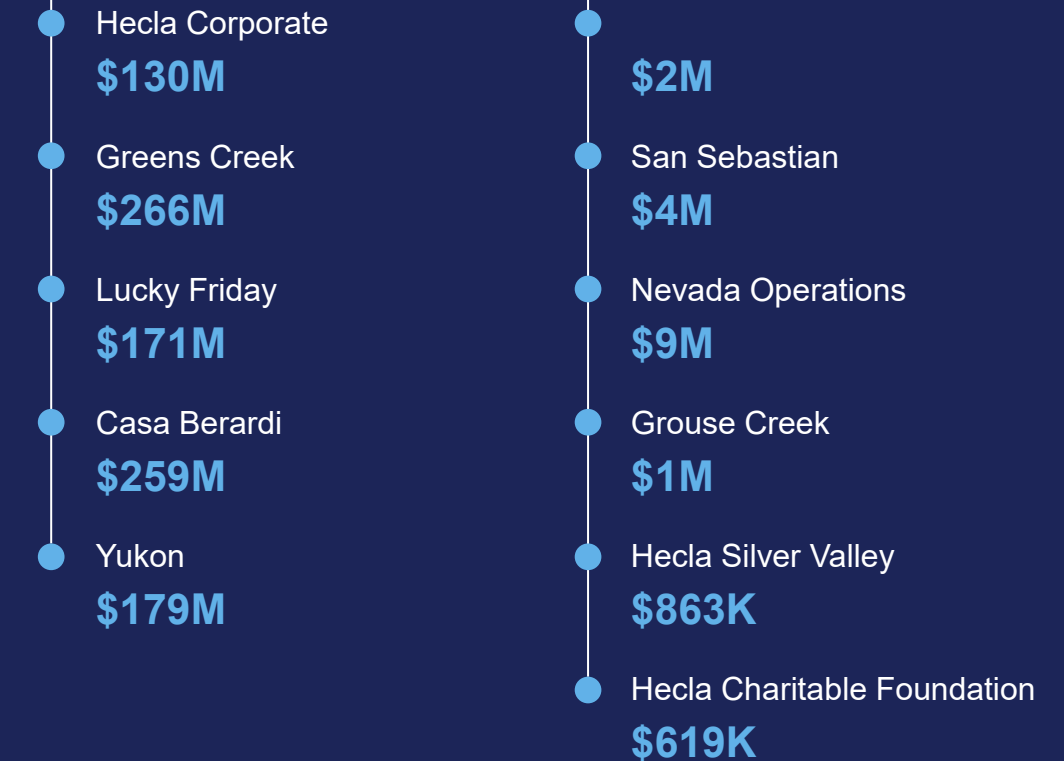 Hecla Corporate
$130M
Greens Creek
$266M
Lucky Friday
$171M
Casa Berardi
$259M
Yukon
$179M
$2M
San Sebastian
$4M
Nevada Operations
$9M
Grouse Creek
$1M
Hecla Silver Valley
$863K
Hecla Charitable Foundation
$619K